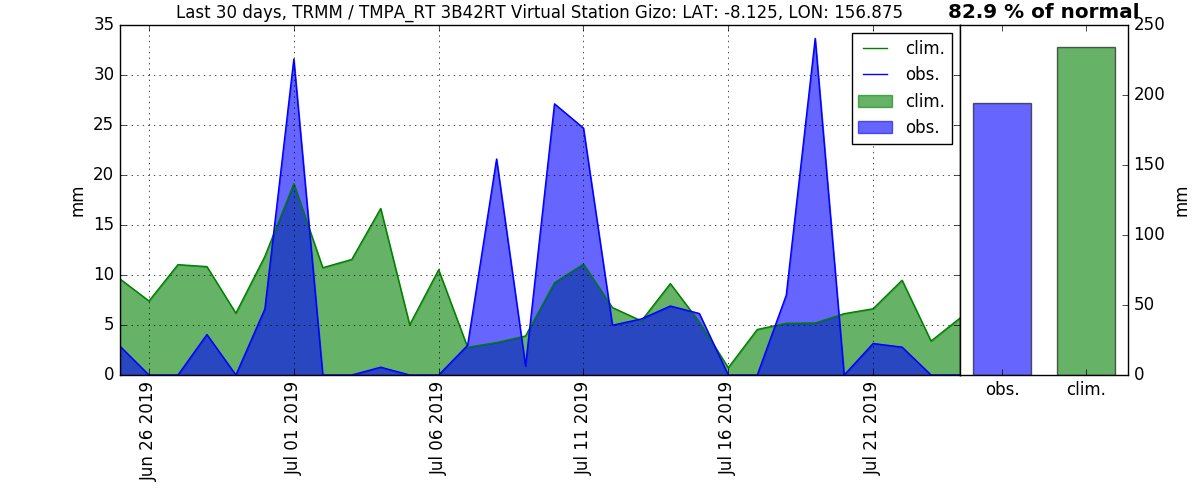 Last 30 days, TRMM / TMPA_RT 3B42RT Virtual Station Gizo: LAT: -8.125, LON: 156.875
82.9 % of normal
35
30
25
20
15
10
5
0
mm
clim.
obs.
clim.
obs.
250
200
150
100
50
0
mm
obs.
clim.
Jun 26 2019
Jul 01 2019
Jul 06 2019
Jul 11 2019
Jul 16 2019
Jul 21 2019